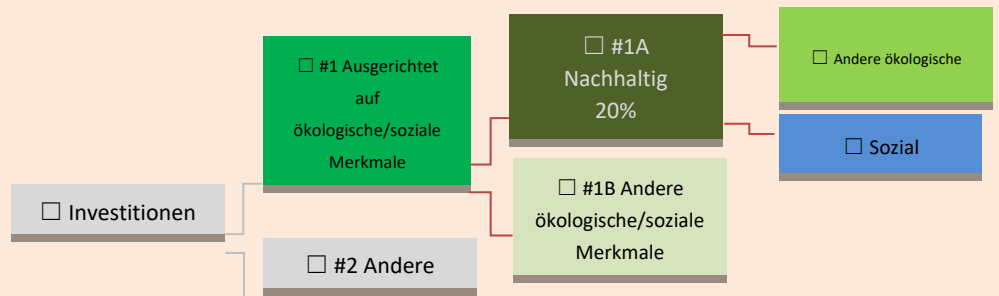 ☐ Investitionen
☐ #1 Ausgerichtet
auf
ökologische/soziale
Merkmale
☐ #2 Andere
☐ #1A
Nachhaltig
20%
☐ #1B Andere
ökologische/soziale
Merkmale
☐ Andere ökologische
☐ Sozial